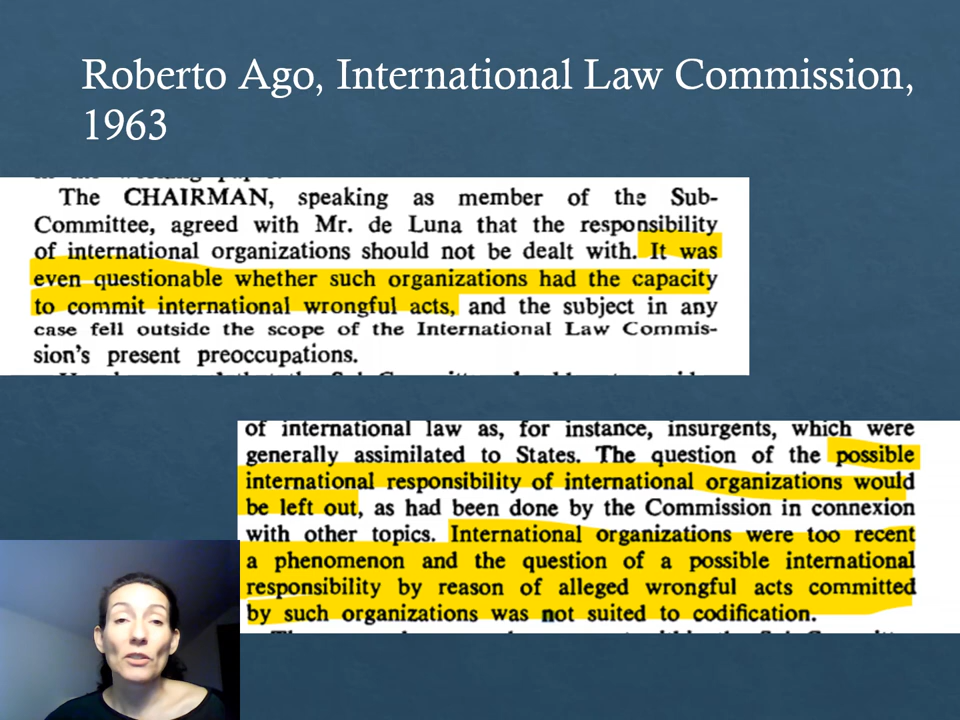 Roberto Ago, International Law Commission,
1963
The CHAIRMAN, speaking as member of the Sub-
Committee, agreed with Mr. de Luna that the responsibility
of international organizations should not be dealt with. It was
even questionable whether such organizations had the capacity
to commit international wrongful acts, and the subject in any
case fell outside the scope of the International Law Commis-
sion's present preoccupations.
of international law as, for instance, insurgents, which were
generally assimilated to States. The question of the possible
international responsibility of international organizations would
be left out, as had been done by the Commission in connexion
with other topics. International organizations were too recent
a phenomenon and the question of a possible international
responsibility by reason of alleged wrongful acts committed
by such organizations was not suited to codification.